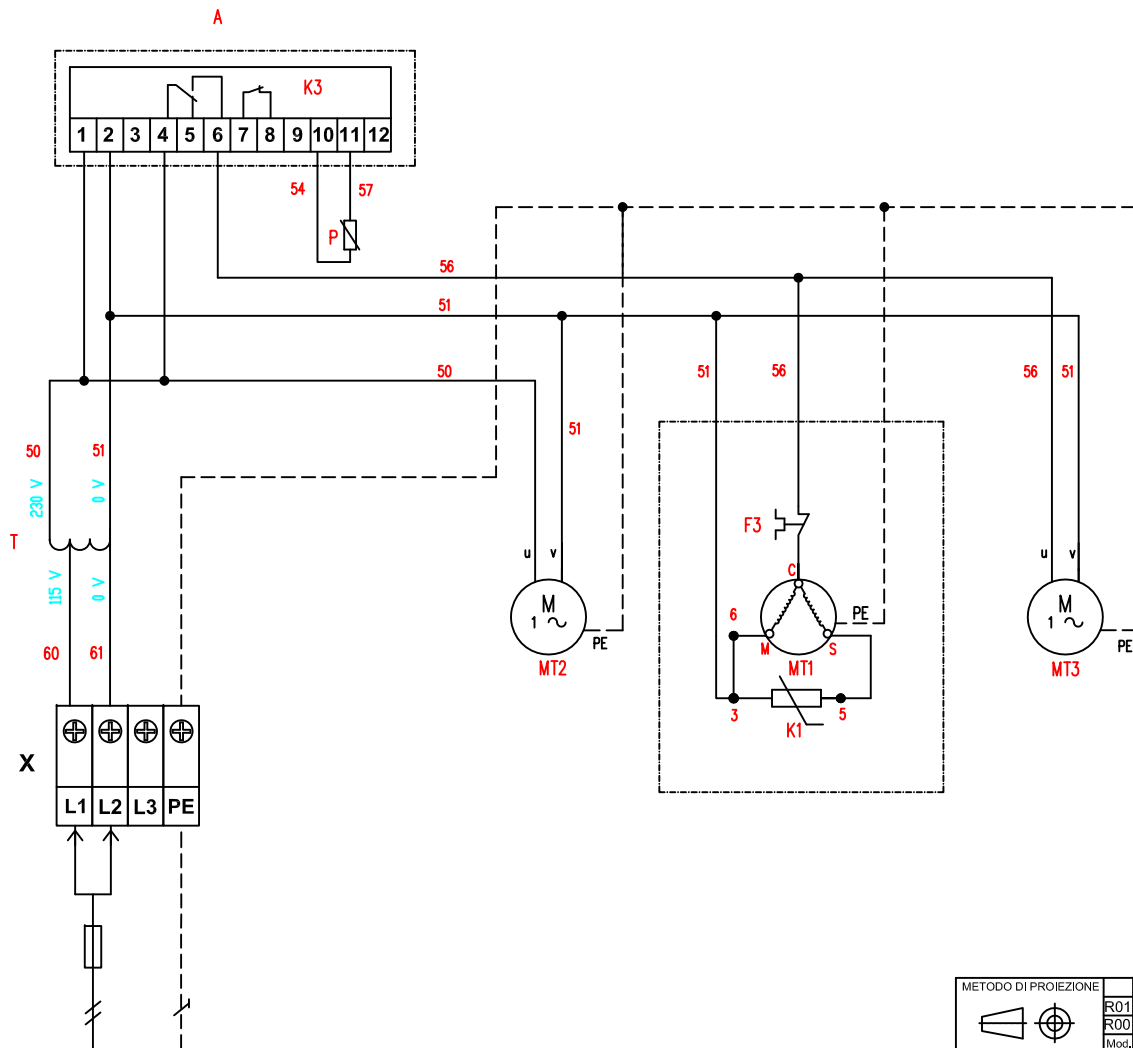 A
K3
1 2 3 4 5 6 7 8 9 10 11 12
54 57
P
56
51
50
51 56 56 51
51
50 51
230 V 0 V
T
F3
115 V 0 V
u v
u v
C
M
1 ~
PE
M
1 ~
6
60 61
PE
M S
PE
MT2
MT1
MT3
3 5
K1
X
L1 L2 L3 PE
METODO DI PROIEZIONE
R01
R00
Mod.